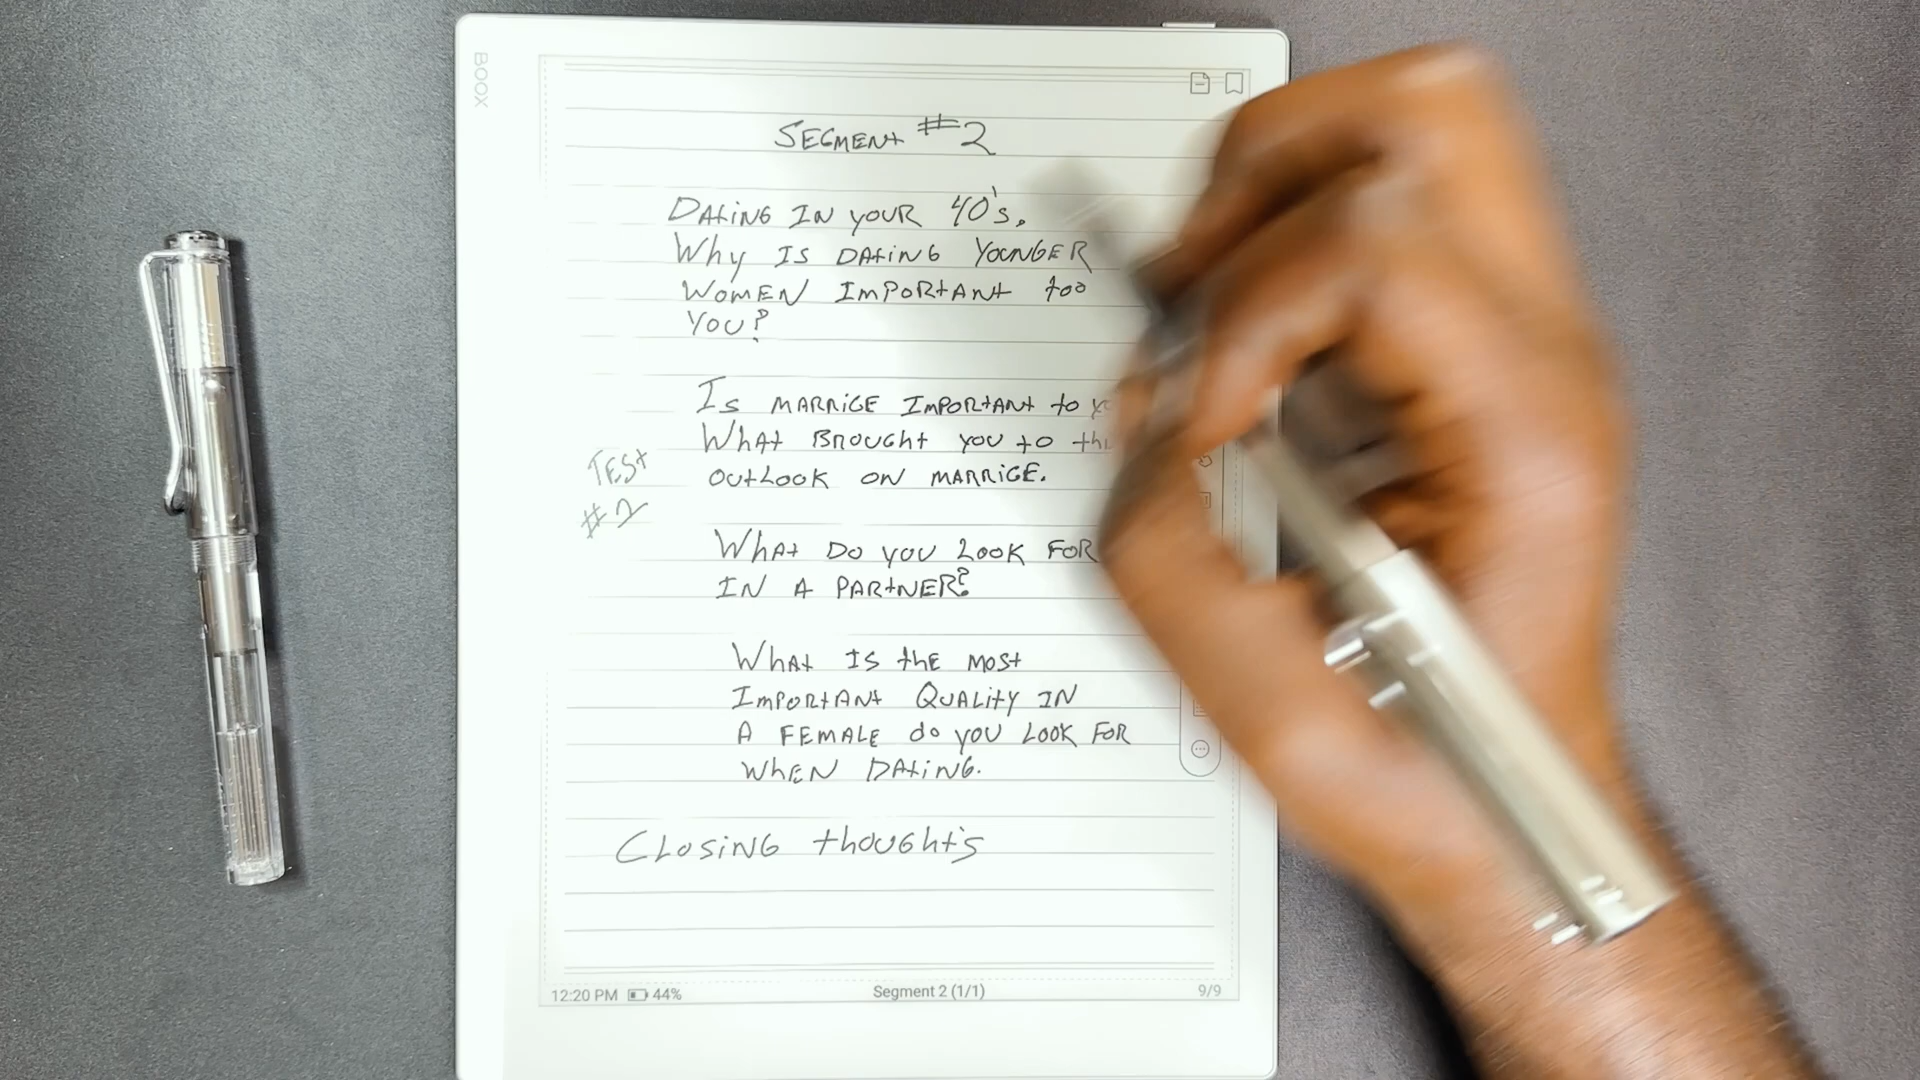 BOOX
SEGMENt #2
DAtiNG IN YOUR 40's.
Why IS DAtiNG YOUNGER
WOMEN IMPORtANt too
YOU?
IS MARRIGE IMPORtANt to
WhAt BROUGHt YOU tO
OUtLOOK ON MARRIGE.
TESt
#2
WhAt DO YOU LOOK FOR
IN A PARtNER?
WhAt IS thE MOSt
IMPORtANt QUALitY IN
A FEMALE do YOU LOOK FOR
WHEN DAtiNG.
CLOSiNG thOUGht's
12:20 PM 44% Segment 2 (1/1) 9/9